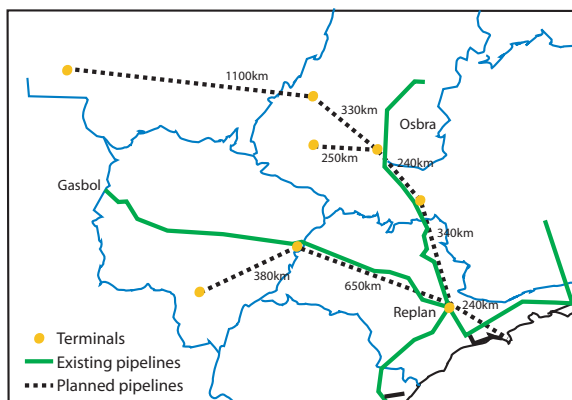 1100km
330km
Osbra
250km
240km
Gasbol
340km
380km
650km
240km
Replan
Terminals
Existing pipelines
Planned pipelines